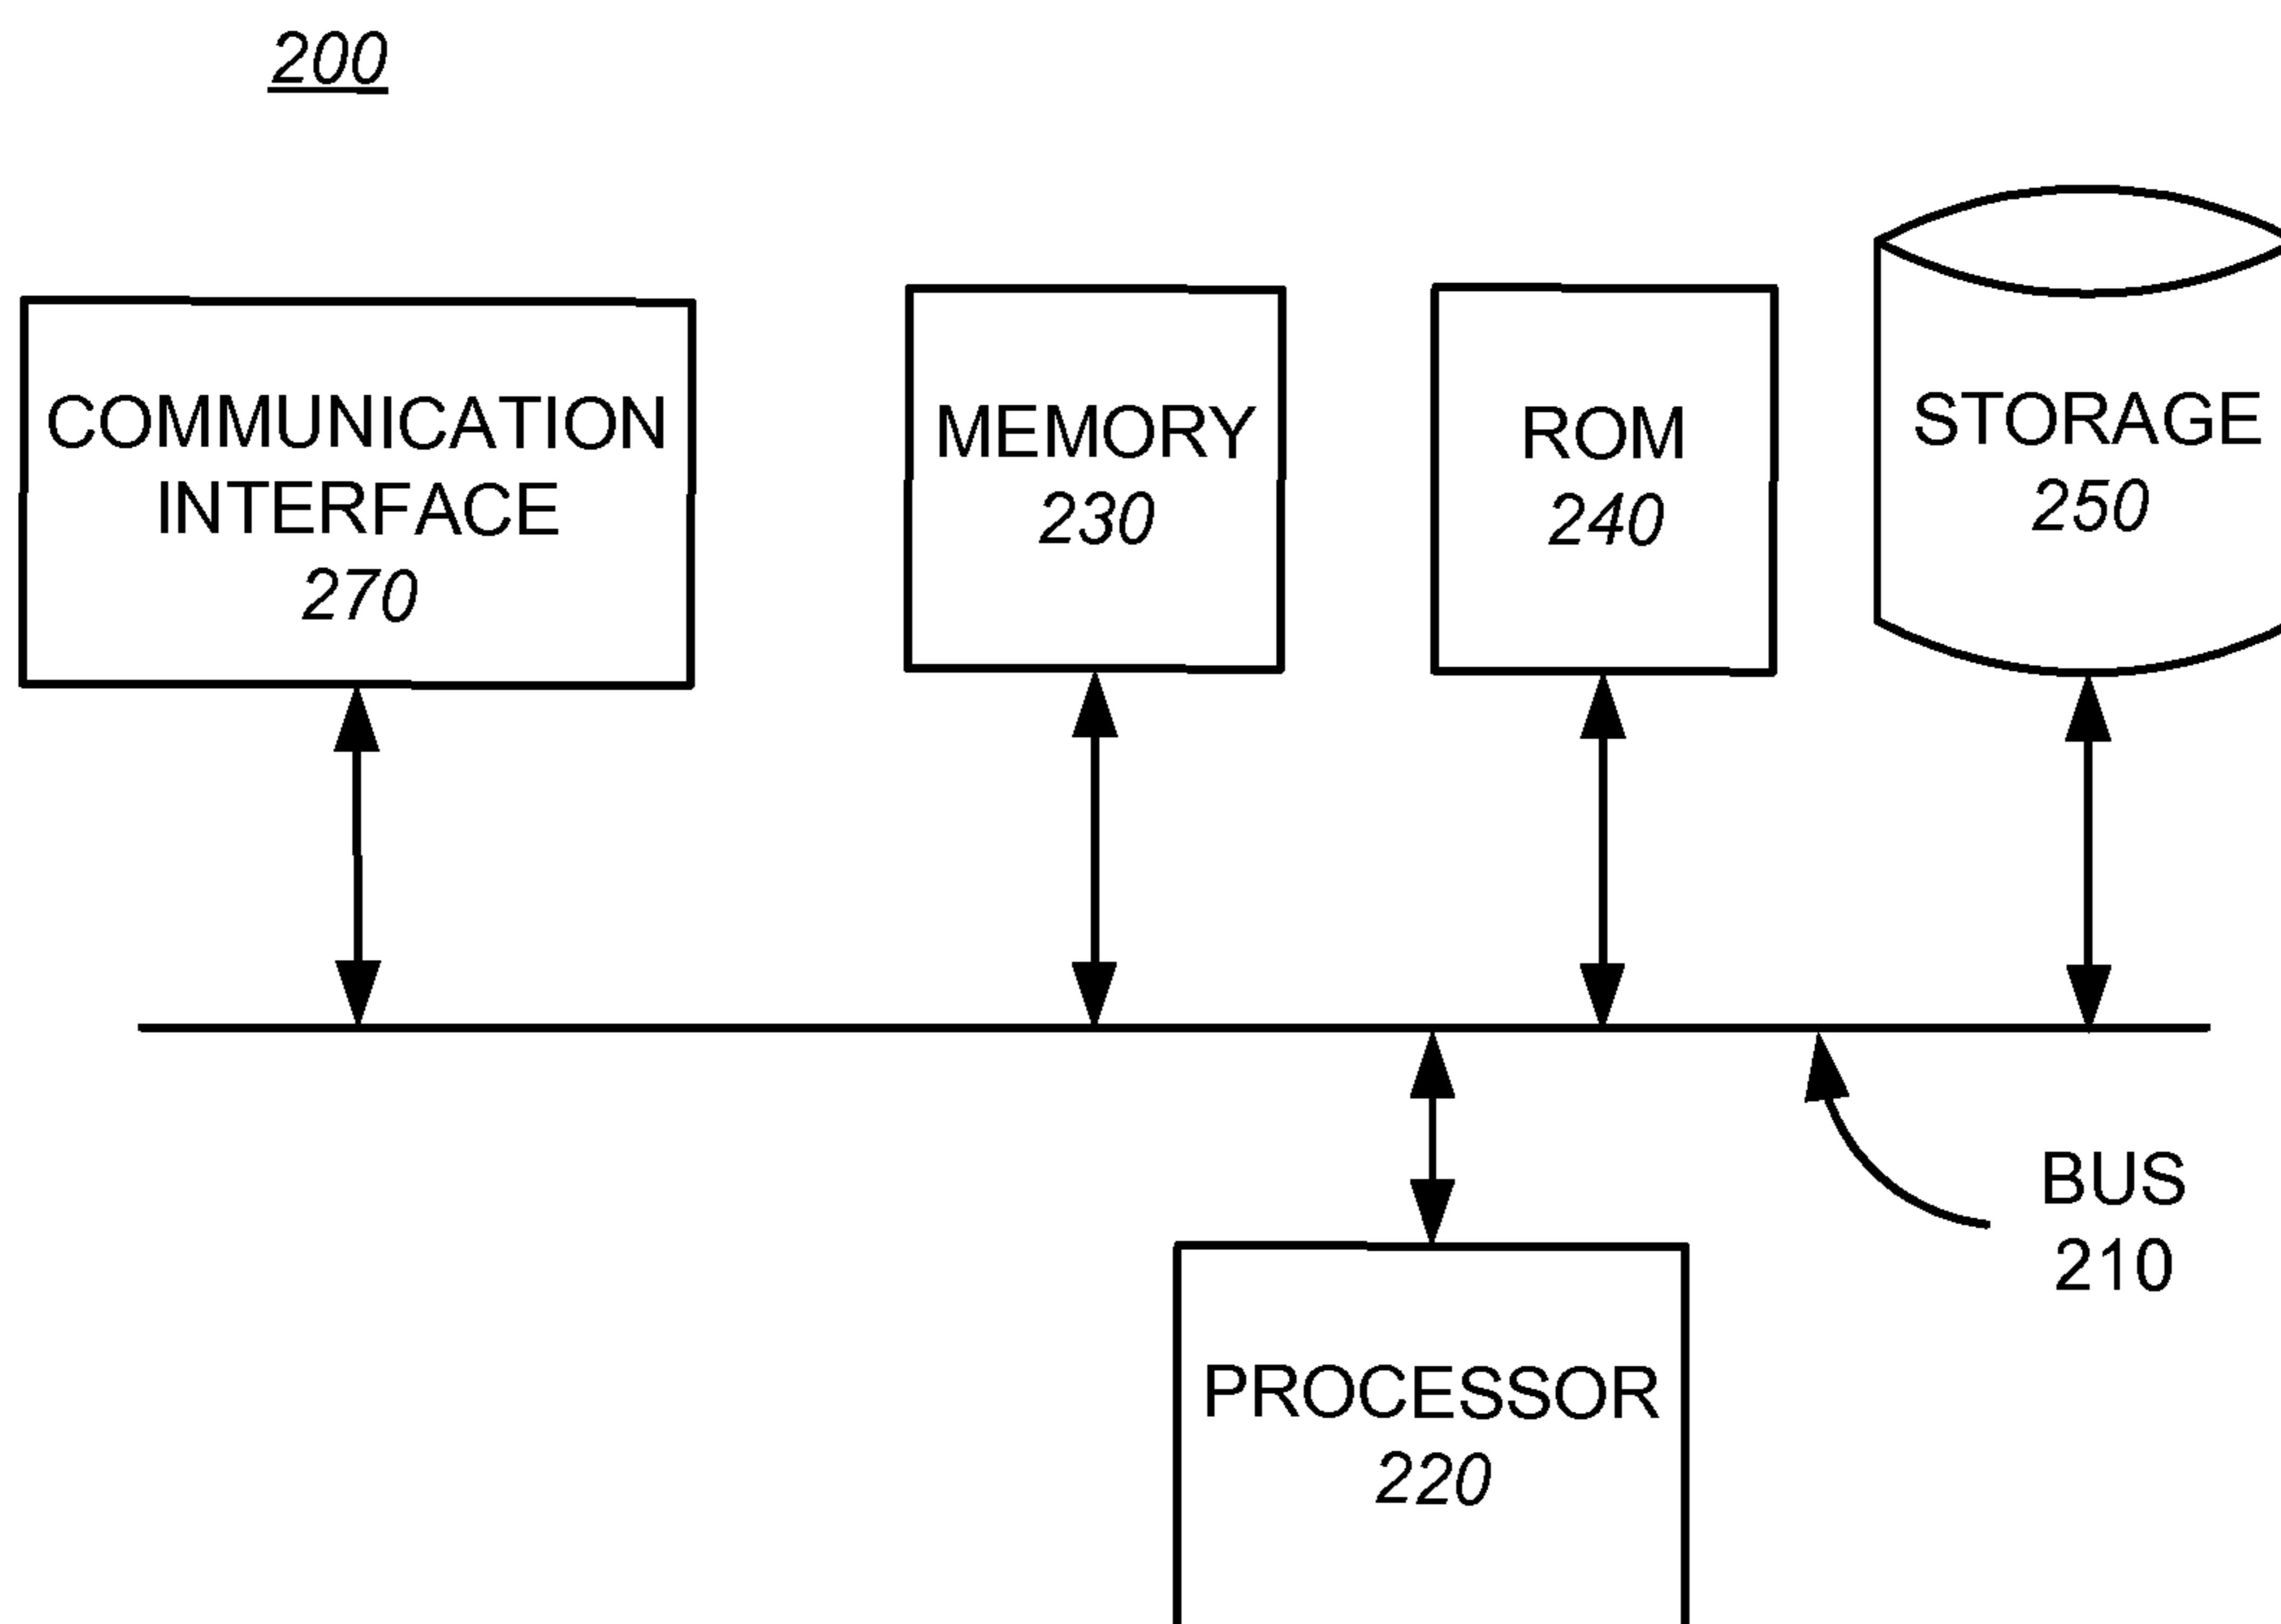 200
COMMUNICATION
INTERFACE
270
MEMORY
230
ROM
240
STORAGE
250
BUS
210
PROCESSOR
220